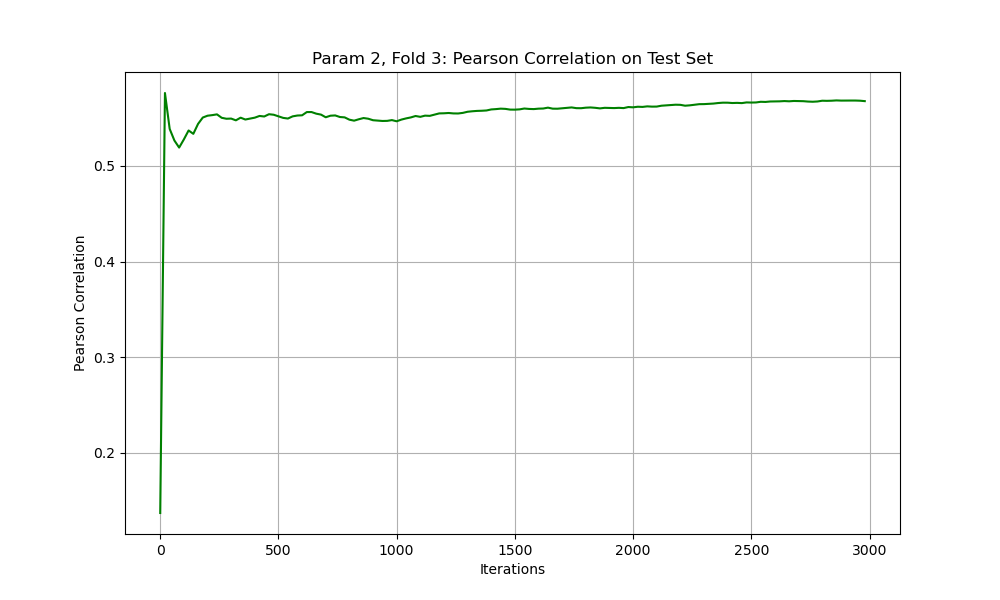 Param 2, Fold 3: Pearson Correlation on Test Set
Pearson Correlation
0.5
0.4
0.3
0.2
0 500 1000 1500 2000 2500 3000
Iterations